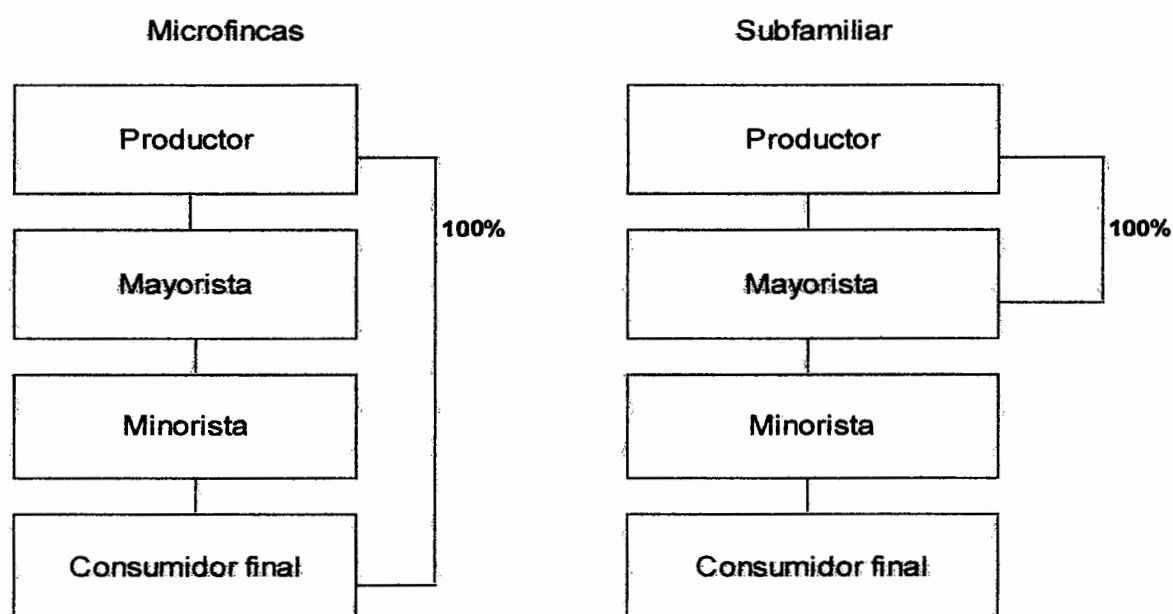 Microfincas
Productor
100%
Mayorista
Minorista
Consumidor final
Subfamiliar
Productor
100%
Mayorista
Minorista
Consumidor final